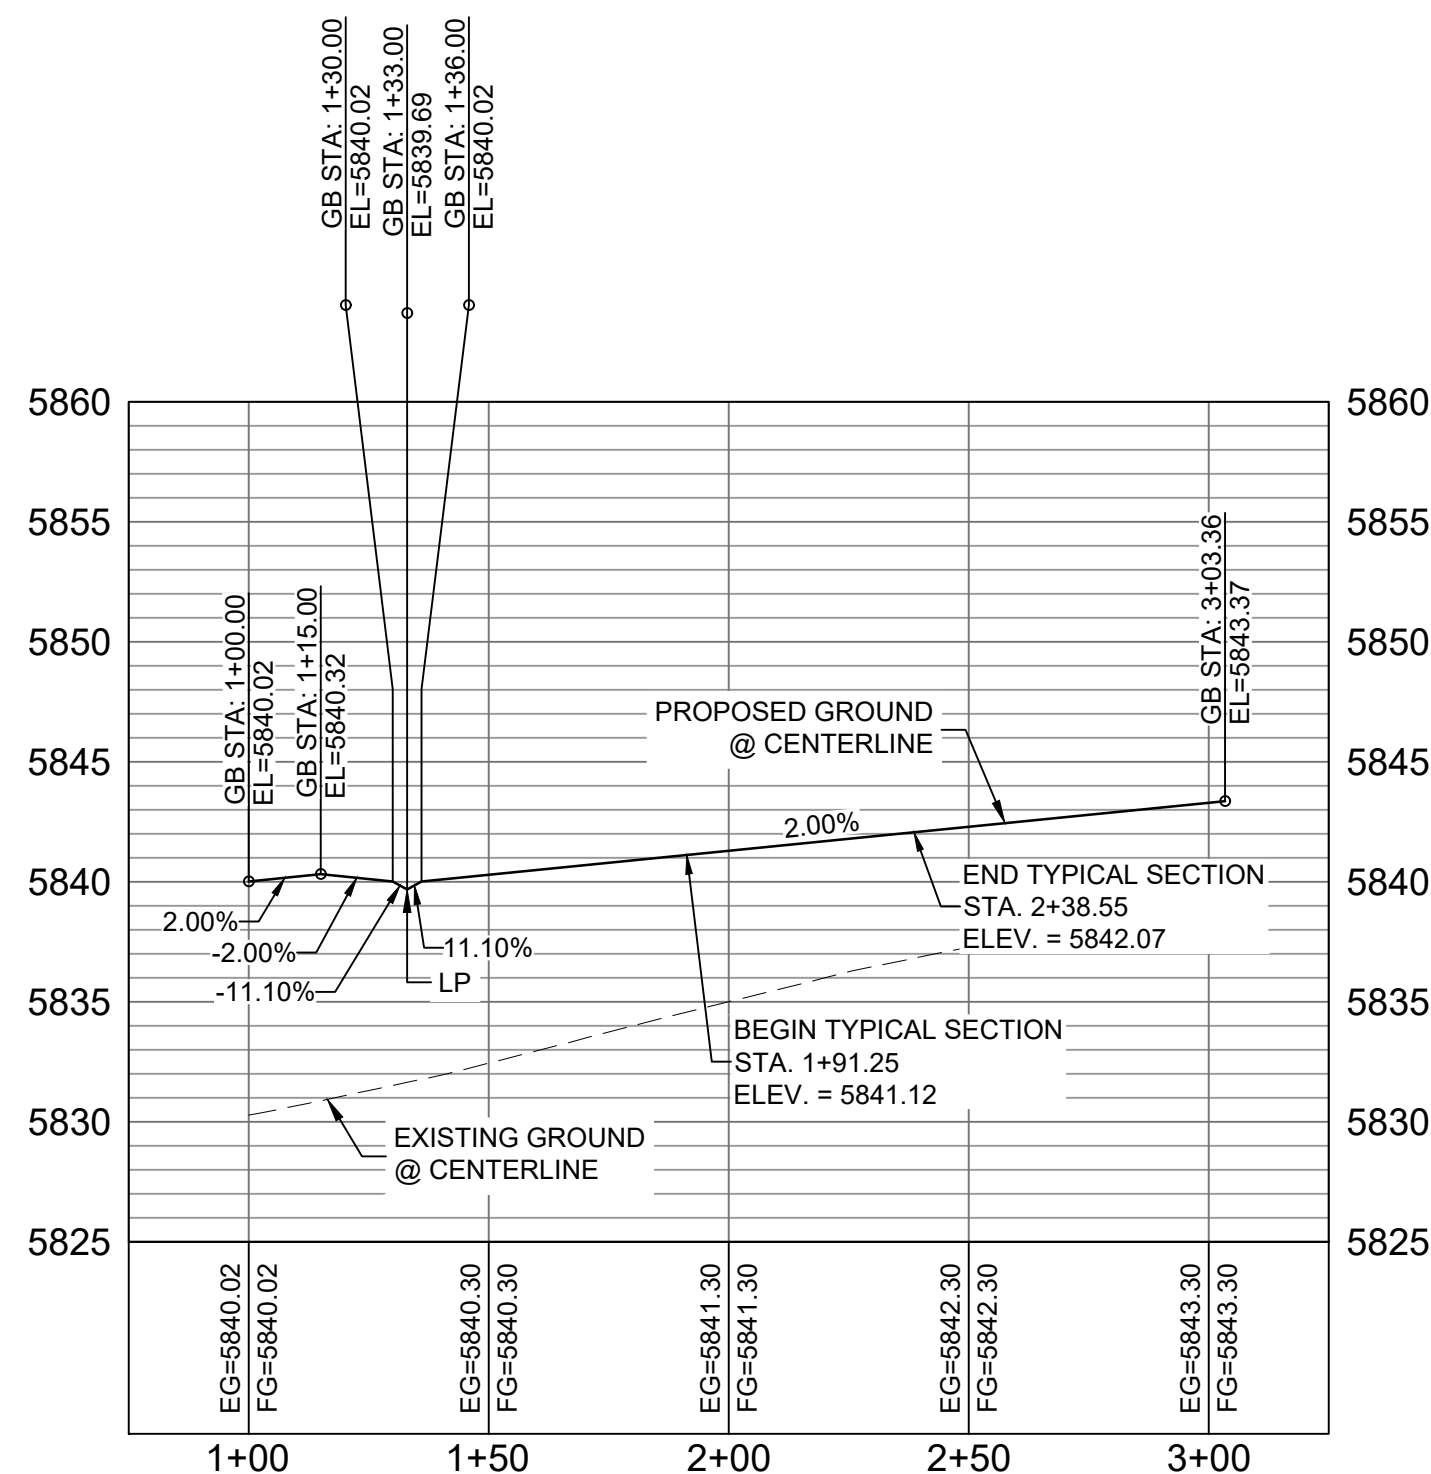 GB STA: 1+30.00
EL=5840.02
GB STA: 1+33.00
EL=5839.69
GB STA: 1+36.00
EL=5840.02
5860
5860
5855
5855
GB STA: 1+00.00
EL=5840.02
GB STA: 1+15.00
EL=5840.32
GB STA: 3+03.36
EL=5843.37
5850
5850
PROPOSED GROUND
@ CENTERLINE
5845
5845
2.00%
5840
5840
END TYPICAL SECTION
STA. 2+38.55
ELEV. = 5842.07
2.00%
-2.00%
-11.10%
11.10%
LP
5835
5835
BEGIN TYPICAL SECTION
STA. 1+91.25
ELEV. = 5841.12
5830
5830
EXISTING GROUND
@ CENTERLINE
5825
5825
EG=5840.02
FG=5840.02
EG=5840.30
FG=5840.30
EG=5841.30
FG=5841.30
EG=5842.30
FG=5842.30
EG=5843.30
FG=5843.30
1+00
1+50
2+00
2+50
3+00